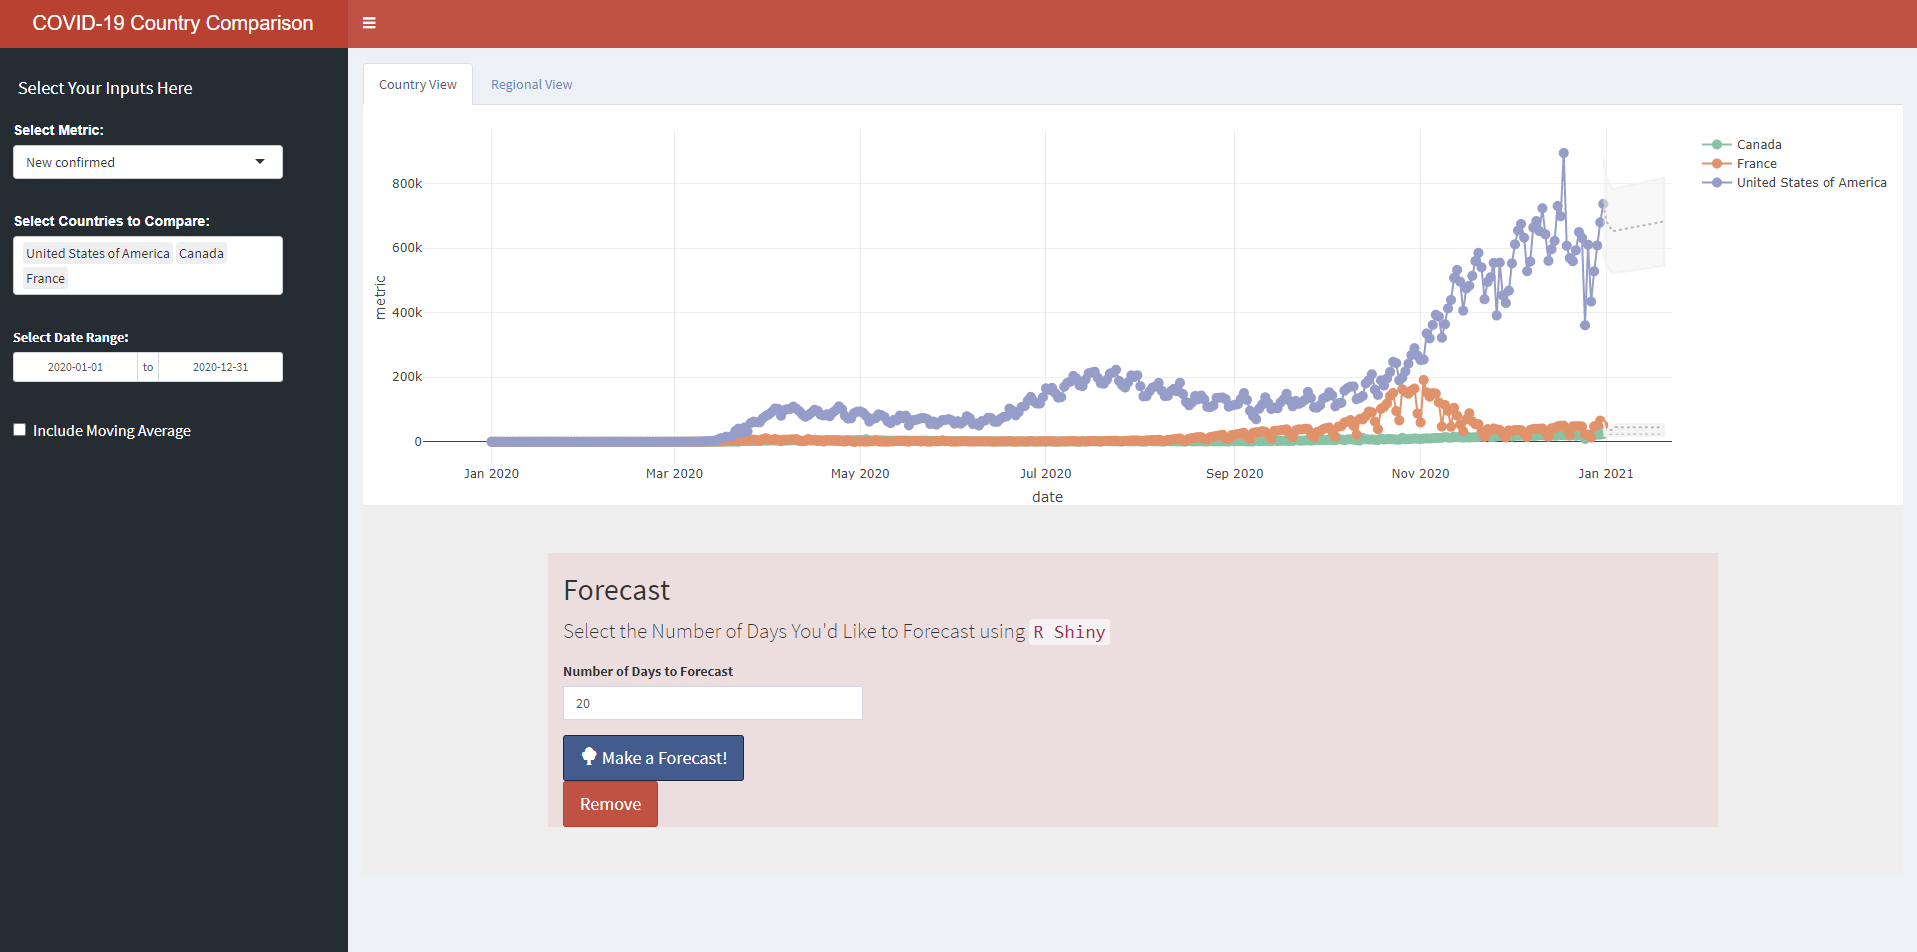 COVID-19 Country Comparison
Select Your Inputs Here
Select Metric:
New confirmed
Select Countries to Compare:
United States of America Canada
France
Select Date Range:
2020-01-01 to 2020-12-31
Include Moving Average
Country View Regional View
metric
800k
600k
400k
200k
0
Jan 2020 Mar 2020 May 2020 Jul 2020 Sep 2020 Nov 2020 Jan 2021
date
Canada
France
United States of America
Forecast
Select the Number of Days You'd Like to Forecast using R Shiny
Number of Days to Forecast
20
Make a Forecast!
Remove